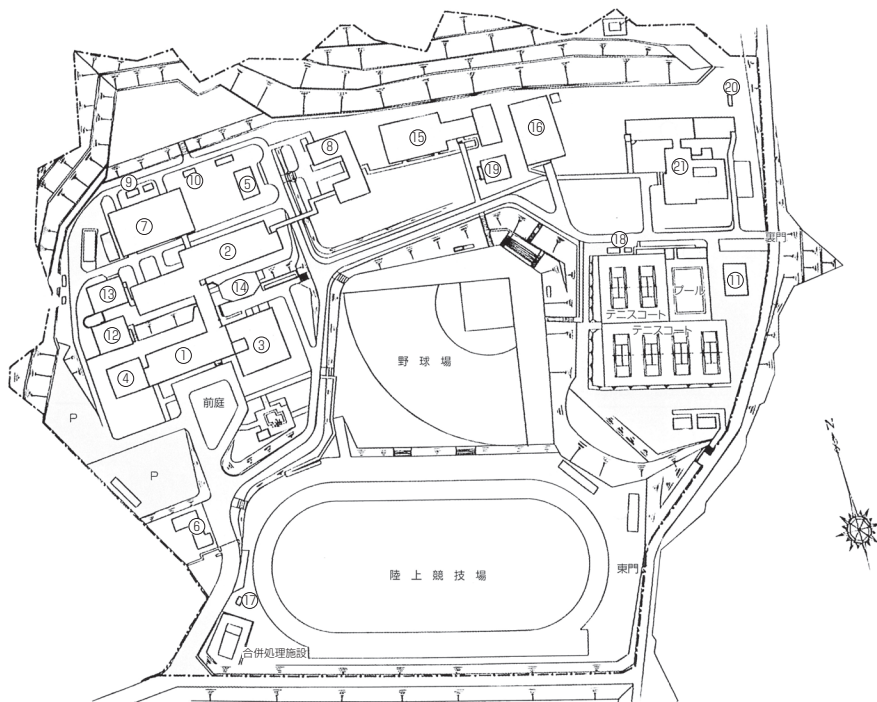 ⑳
⑮
⑯
⑧
⑲
㉑
⑨
⑩
⑤
⑦
②
⑱
裏門
⑪
プール
テニスコート
テニスコート
⑬
⑭
⑫
①
③
④
野球場
前庭
P
P
N
⑥
陸上競技場
東門
⑰
合併処理施設